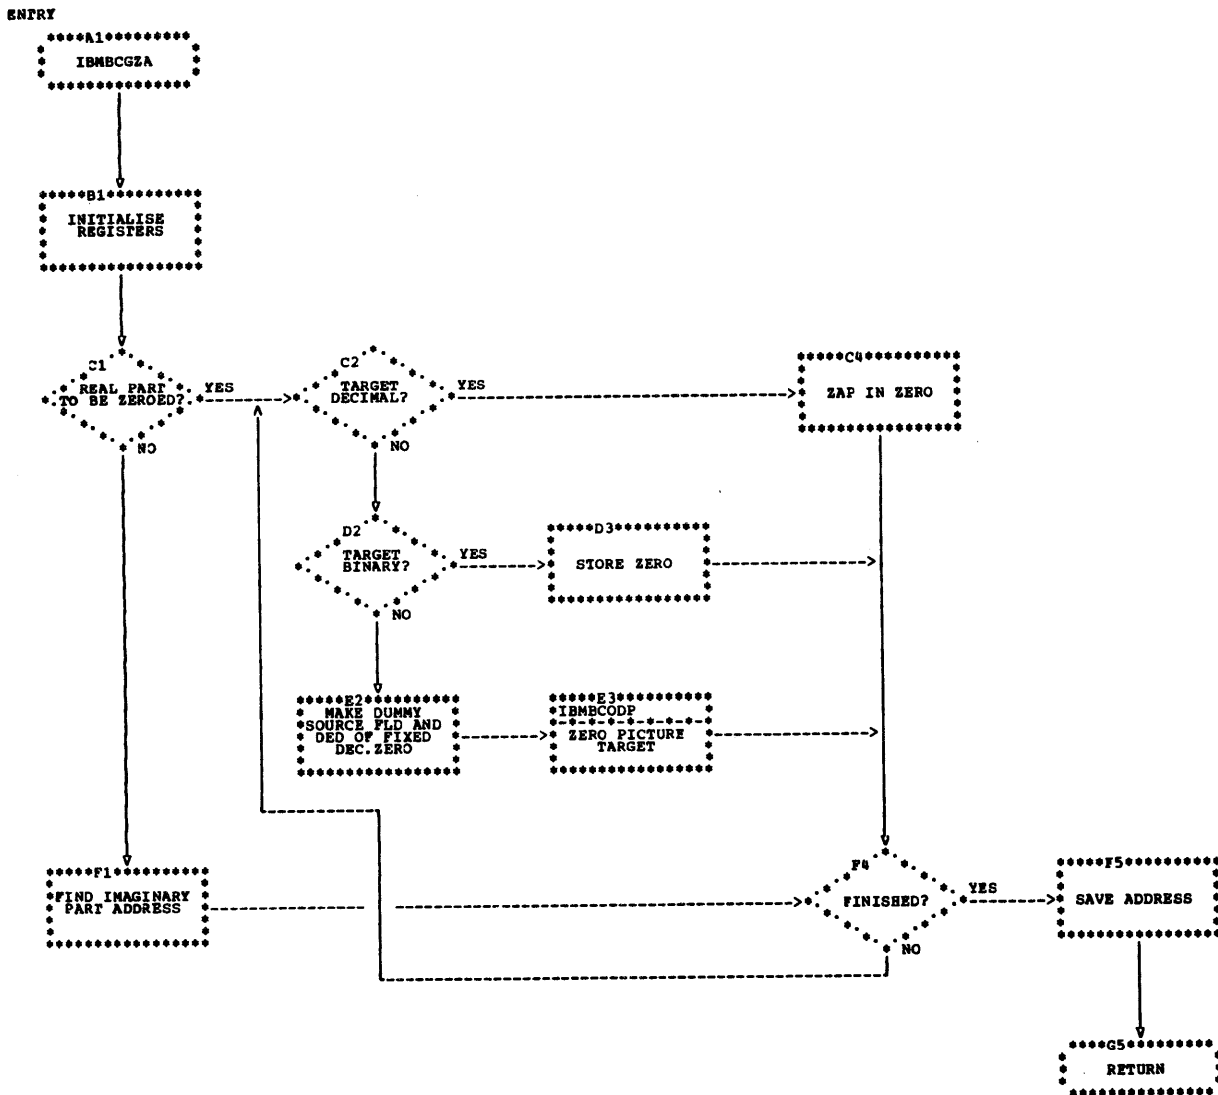 ENTRY
A1
IBMBCGZA
B1
INITIALISE
REGISTERS
C1
REAL PART
TO BE ZEROED?
YES
NO
C2
TARGET
DECIMAL?
YES
NO
C4
ZAP IN ZERO
D2
TARGET
BINARY?
YES
NO
D3
STORE ZERO
E2
MAKE DUMMY
SOURCE FLD AND
DED OF FIXED
DEC.ZERO
E3
IBMBCODP
ZERO PICTURE
TARGET
F1
FIND IMAGINARY
PART ADDRESS
F4
FINISHED?
YES
NO
F5
SAVE ADDRESS
G5
RETURN